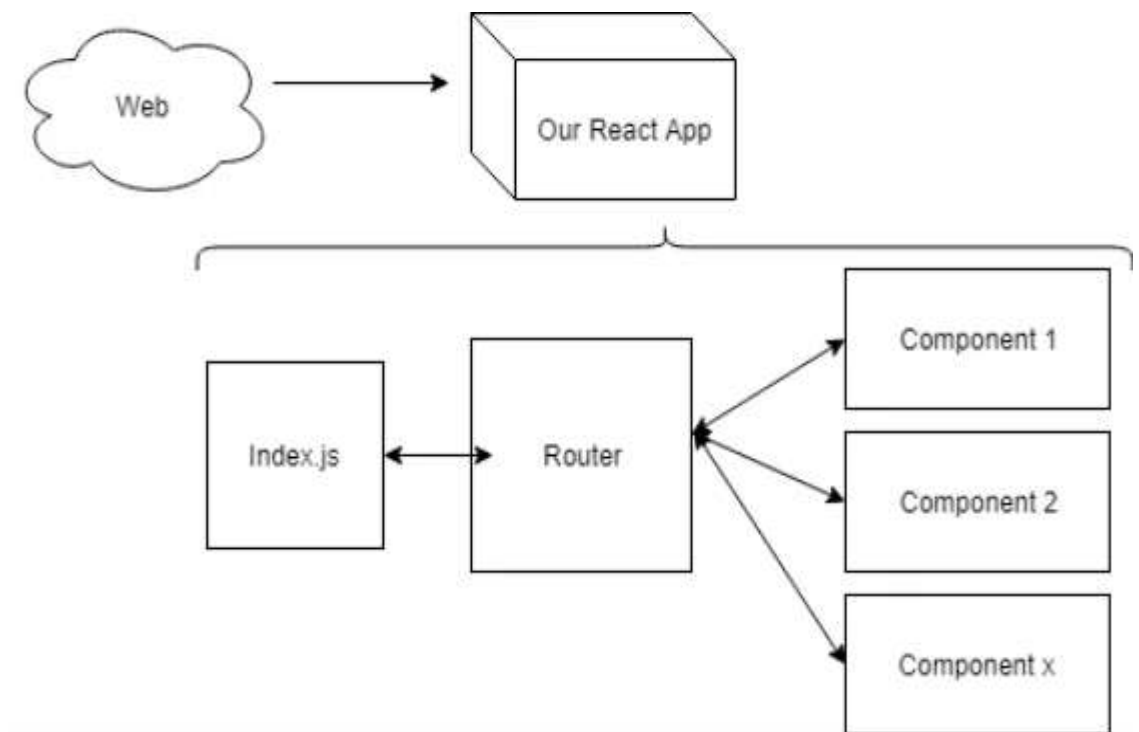 Web
Our React App
Component 1
Index.js
Router
Component 2
Component x